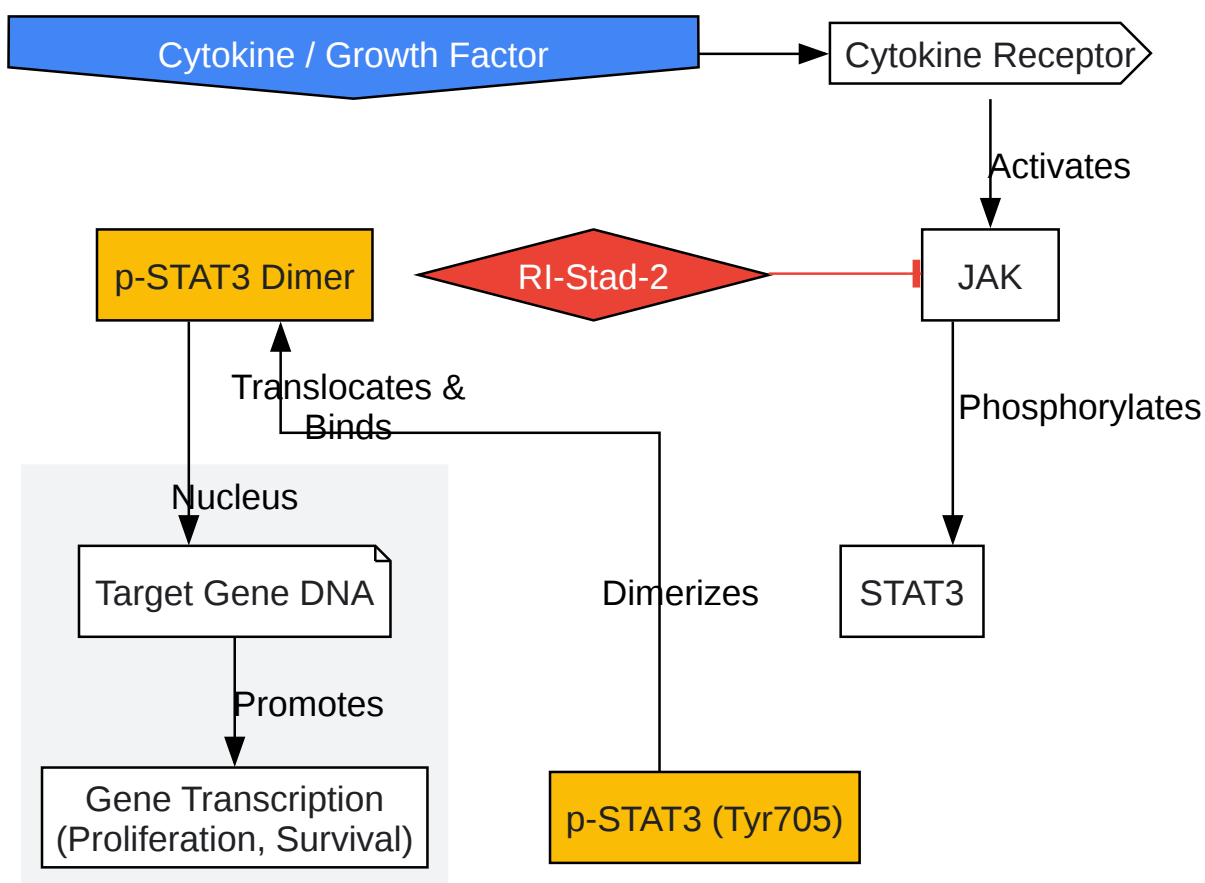 Cytokine / Growth Factor
Cytokine Receptor
Activates
p-STAT3 Dimer
RI-Stad-2
JAK
Translocates &
Binds
Phosphorylates
Nucleus
Target Gene DNA
Dimerizes
STAT3
Promotes
Gene Transcription
(Proliferation, Survival)
p-STAT3 (Tyr705)